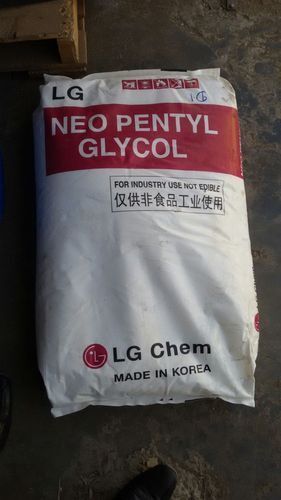 LG
NEO PENTYL
GLYCOL
FOR INDUSTRY USE NOT EDIBLE
仅供非食品工业使用
LG Chem
MADE IN KOREA